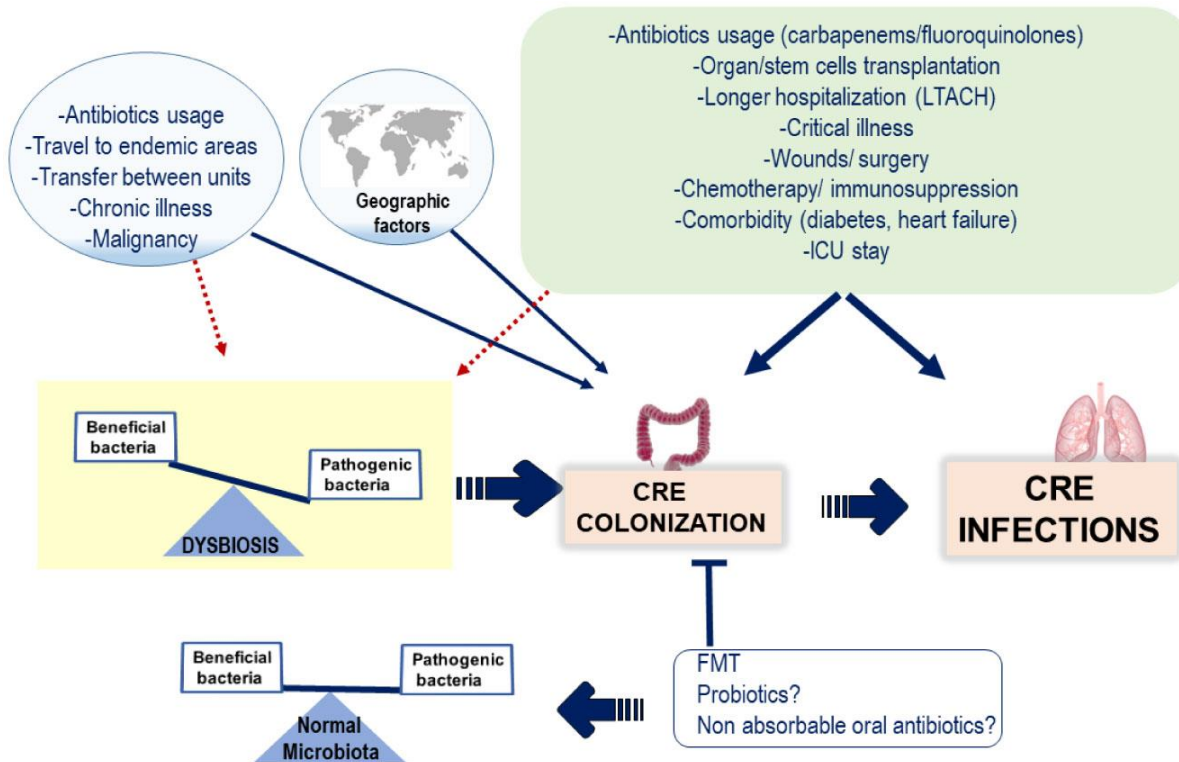 -Antibiotics usage
-Travel to endemic areas
-Transfer between units
-Chronic illness
-Malignancy
Geographic
factors
-Antibiotics usage (carbapenems/fluoroquinolones)
-Organ/stem cells transplantation
-Longer hospitalization (LTACH)
-Critical illness
-Wounds/ surgery
-Chemotherapy/ immunosuppression
-Comorbidity (diabetes, heart failure)
-ICU stay
Beneficial
bacteria
Pathogenic
bacteria
DYSBIOSIS
CRE
COLONIZATION
CRE
INFECTIONS
Beneficial
bacteria
Pathogenic
bacteria
Normal
Microbiota
FMT
Probiotics?
Non absorbable oral antibiotics?